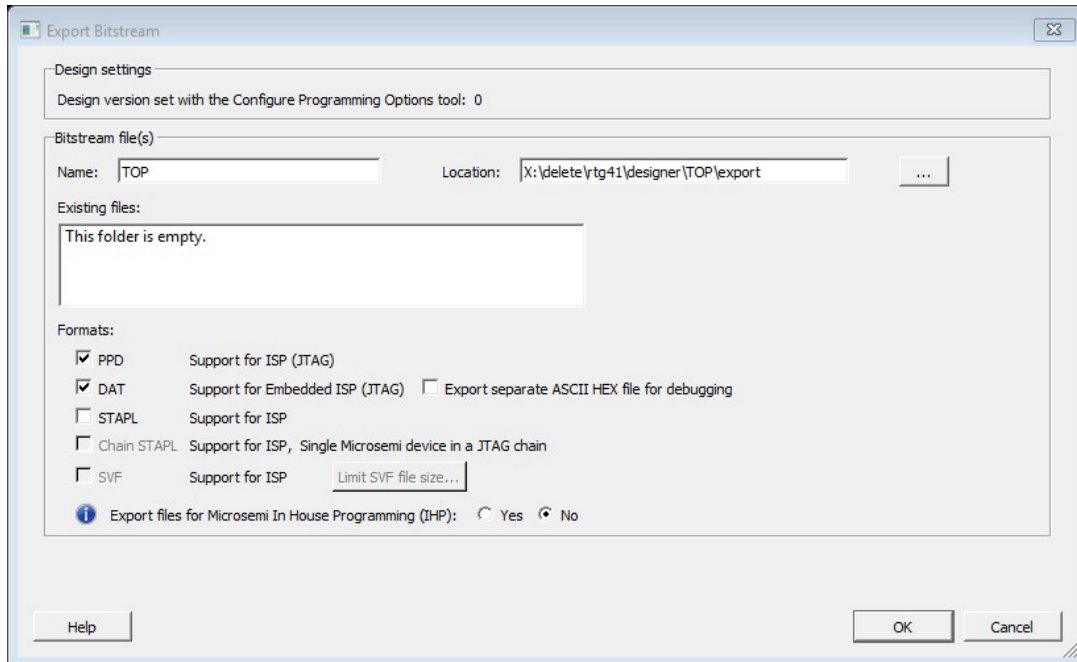 Export Bitstream
Design settings
Design version set with the Configure Programming Options tool: 0
Bitstream file(s)
Name: TOP Location: X:\delete\rtg41\designer\TOP\export ...
Existing files:
This folder is empty.
Formats:
PPD Support for ISP (JTAG)
DAT Support for Embedded ISP (JTAG) Export separate ASCII HEX file for debugging
STAPL Support for ISP
Chain STAPL Support for ISP, Single Microsemi device in a JTAG chain
SVF Support for ISP Limit SVF file size...
Export files for Microsemi In House Programming (IHP): Yes No
Help OK Cancel